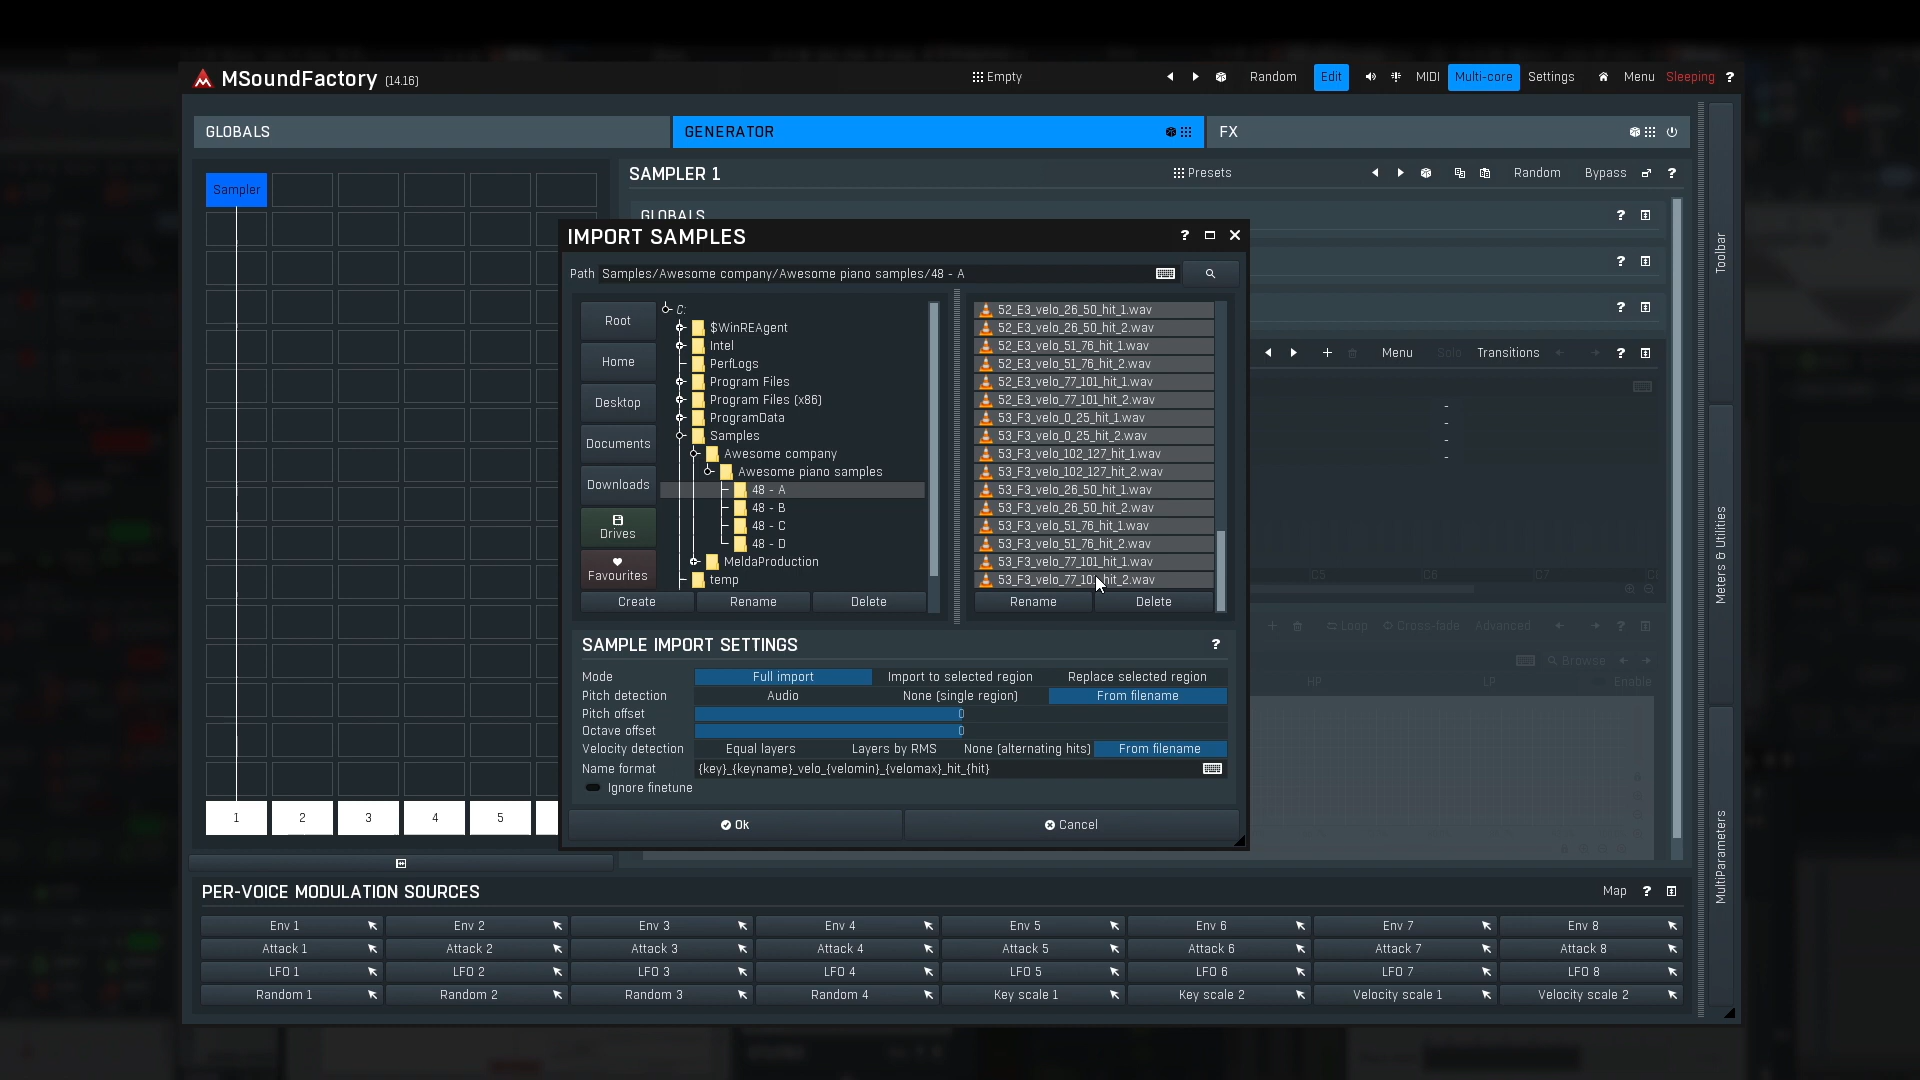 MSoundFactory (14.16)
Empty
Random
Edit
MIDI
Multi-core
Settings
Menu
Sleeping
?
GLOBALS
GENERATOR
FX
Sampler
SAMPLER 1
Presets
Random
Bypass
?
GLOBALS
?
?
?
Menu
Solo
Transitions
?
IMPORT SAMPLES
?
Path Samples/Awesome company/Awesome piano samples/48 - A
Root
Home
Desktop
Documents
Downloads
Drives
Favourites
C:
$WinREAgent
Intel
PerfLogs
Program Files
Program Files (x86)
ProgramData
Samples
Awesome company
Awesome piano samples
48 - A
48 - B
48 - C
48 - D
MeldaProduction
temp
Create
Rename
Delete
52_E3_velo_26_50_hit_1.wav
52_E3_velo_26_50_hit_2.wav
52_E3_velo_51_76_hit_1.wav
52_E3_velo_51_76_hit_2.wav
52_E3_velo_77_101_hit_1.wav
52_E3_velo_77_101_hit_2.wav
53_F3_velo_0_25_hit_1.wav
53_F3_velo_0_25_hit_2.wav
53_F3_velo_102_127_hit_1.wav
53_F3_velo_102_127_hit_2.wav
53_F3_velo_26_50_hit_1.wav
53_F3_velo_26_50_hit_2.wav
53_F3_velo_51_76_hit_1.wav
53_F3_velo_51_76_hit_2.wav
53_F3_velo_77_101_hit_1.wav
53_F3_velo_77_101_hit_2.wav
Rename
Delete
SAMPLE IMPORT SETTINGS
?
Mode Full import Import to selected region Replace selected region
Pitch detection Audio None (single region) From filename
Pitch offset 0
Octave offset 0
Velocity detection Equal layers Layers by RMS None (alternating hits) From filename
Name format {key}_{keyname}_velo_{velomin}_{velomax}_hit_{hit}
Ignore finetune
Ok
Cancel
C5 C6 C7
Loop Cross-fade Advanced ?
Browse
HP LP Enable
1 2 3 4 5
Toolbar
Meters & Utilities
MultiParameters
PER-VOICE MODULATION SOURCES
Map ?
Env 1 Env 2 Env 3 Env 4 Env 5 Env 6 Env 7 Env 8
Attack 1 Attack 2 Attack 3 Attack 4 Attack 5 Attack 6 Attack 7 Attack 8
LFO 1 LFO 2 LFO 3 LFO 4 LFO 5 LFO 6 LFO 7 LFO 8
Random 1 Random 2 Random 3 Random 4 Key scale 1 Key scale 2 Velocity scale 1 Velocity scale 2